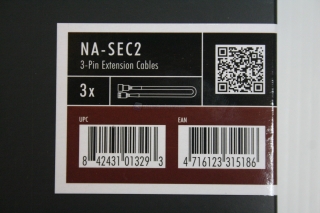 NA-SEC2
3-Pin Extension Cables
3x
UPC
EAN
8 42431 01329 3
4 716123 315186